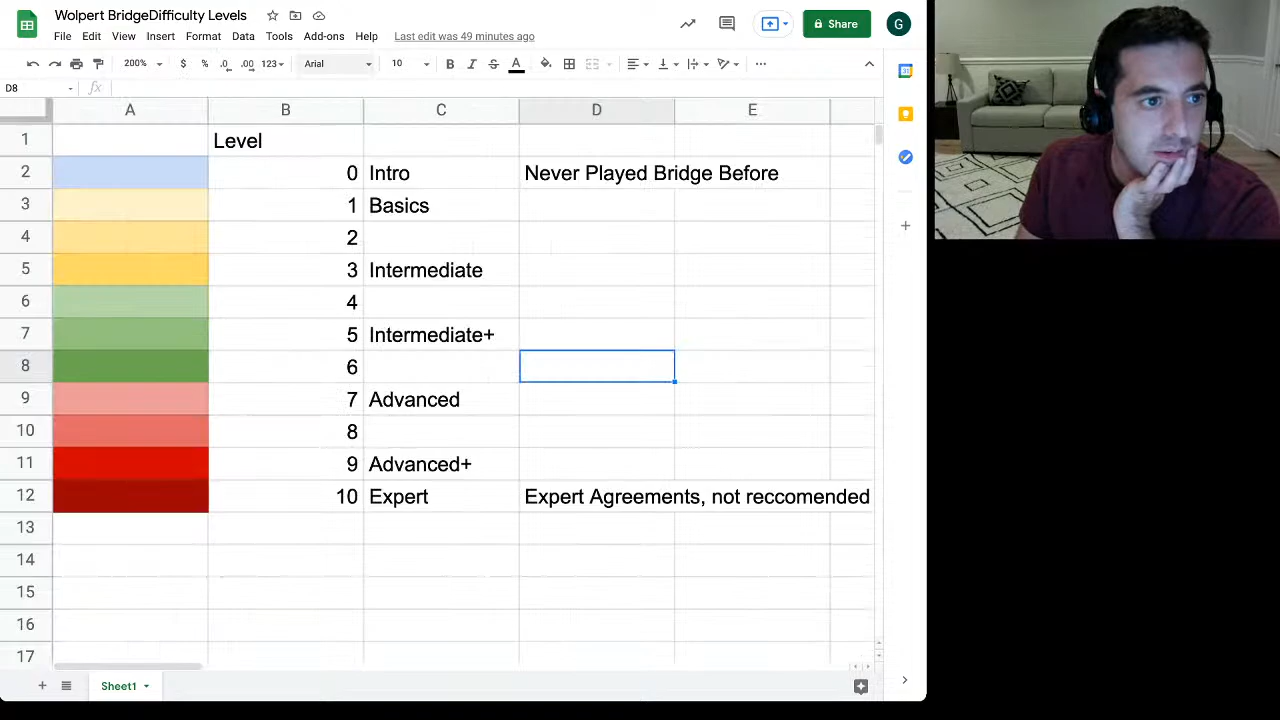 Wolpert BridgeDifficulty Levels
File Edit View Insert Format Data Tools Add-ons Help Last edit was 49 minutes ago
Share
G
200% $ % .0 .00 123 Arial 10 B I S A
D8 fx
A B C D E
1 Level
2 0 Intro Never Played Bridge Before
3 1 Basics
4 2
5 3 Intermediate
6 4
7 5 Intermediate+
8 6
9 7 Advanced
10 8
11 9 Advanced+
12 10 Expert Expert Agreements, not reccomended
13
14
15
16
17
Sheet1
31